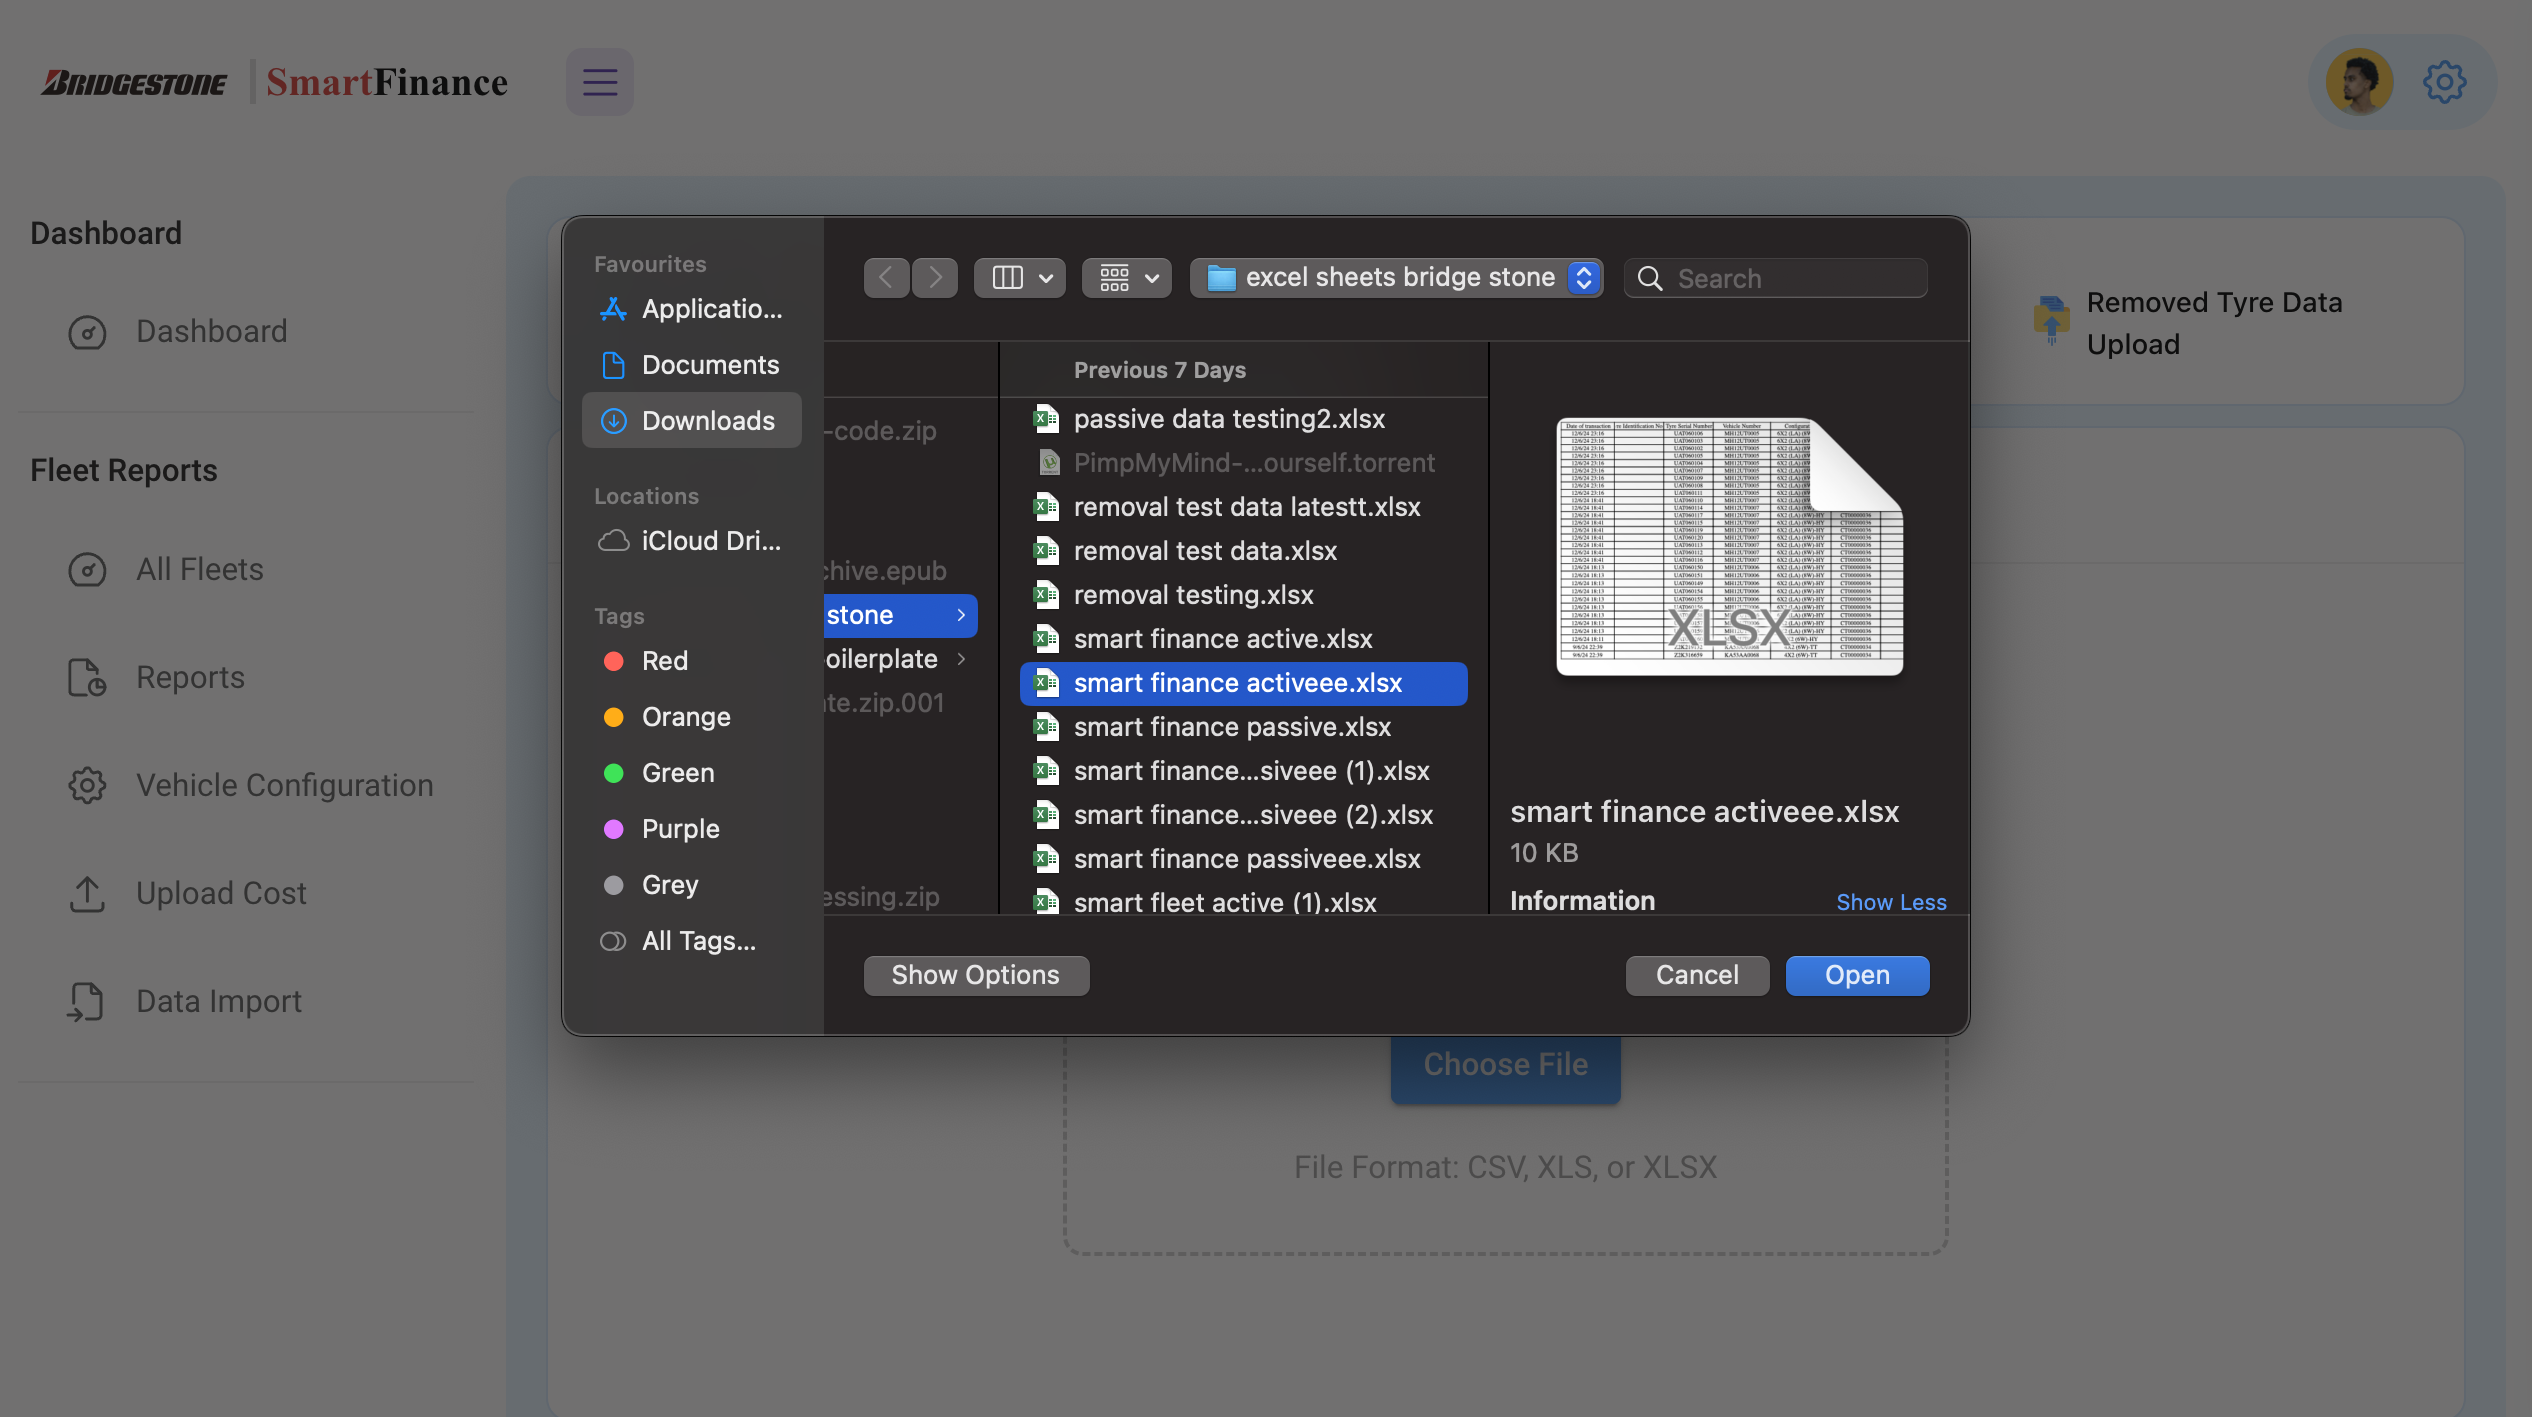 BRIDGESTONE
SmartFinance
Dashboard
Dashboard
Fleet Reports
All Fleets
Reports
Vehicle Configuration
Upload Cost
Data Import
Favourites
Applicatio...
Documents
Downloads
Locations
iCloud Dri...
Tags
Red
Orange
Green
Purple
Grey
All Tags...
excel sheets bridge stone
Search
-code.zip
chive.epub
stone
oilerplate
te.zip.001
essing.zip
Previous 7 Days
passive data testing2.xlsx
PimpMyMind-...ourself.torrent
removal test data latestt.xlsx
removal test data.xlsx
removal testing.xlsx
smart finance active.xlsx
smart finance activeee.xlsx
smart finance passive.xlsx
smart finance...siveee (1).xlsx
smart finance...siveee (2).xlsx
smart finance passiveee.xlsx
smart fleet active (1).xlsx
XLSX
smart finance activeee.xlsx
10 KB
Information
Show Less
Show Options
Cancel
Open
Removed Tyre Data
Upload
Choose File
File Format: CSV, XLS, or XLSX